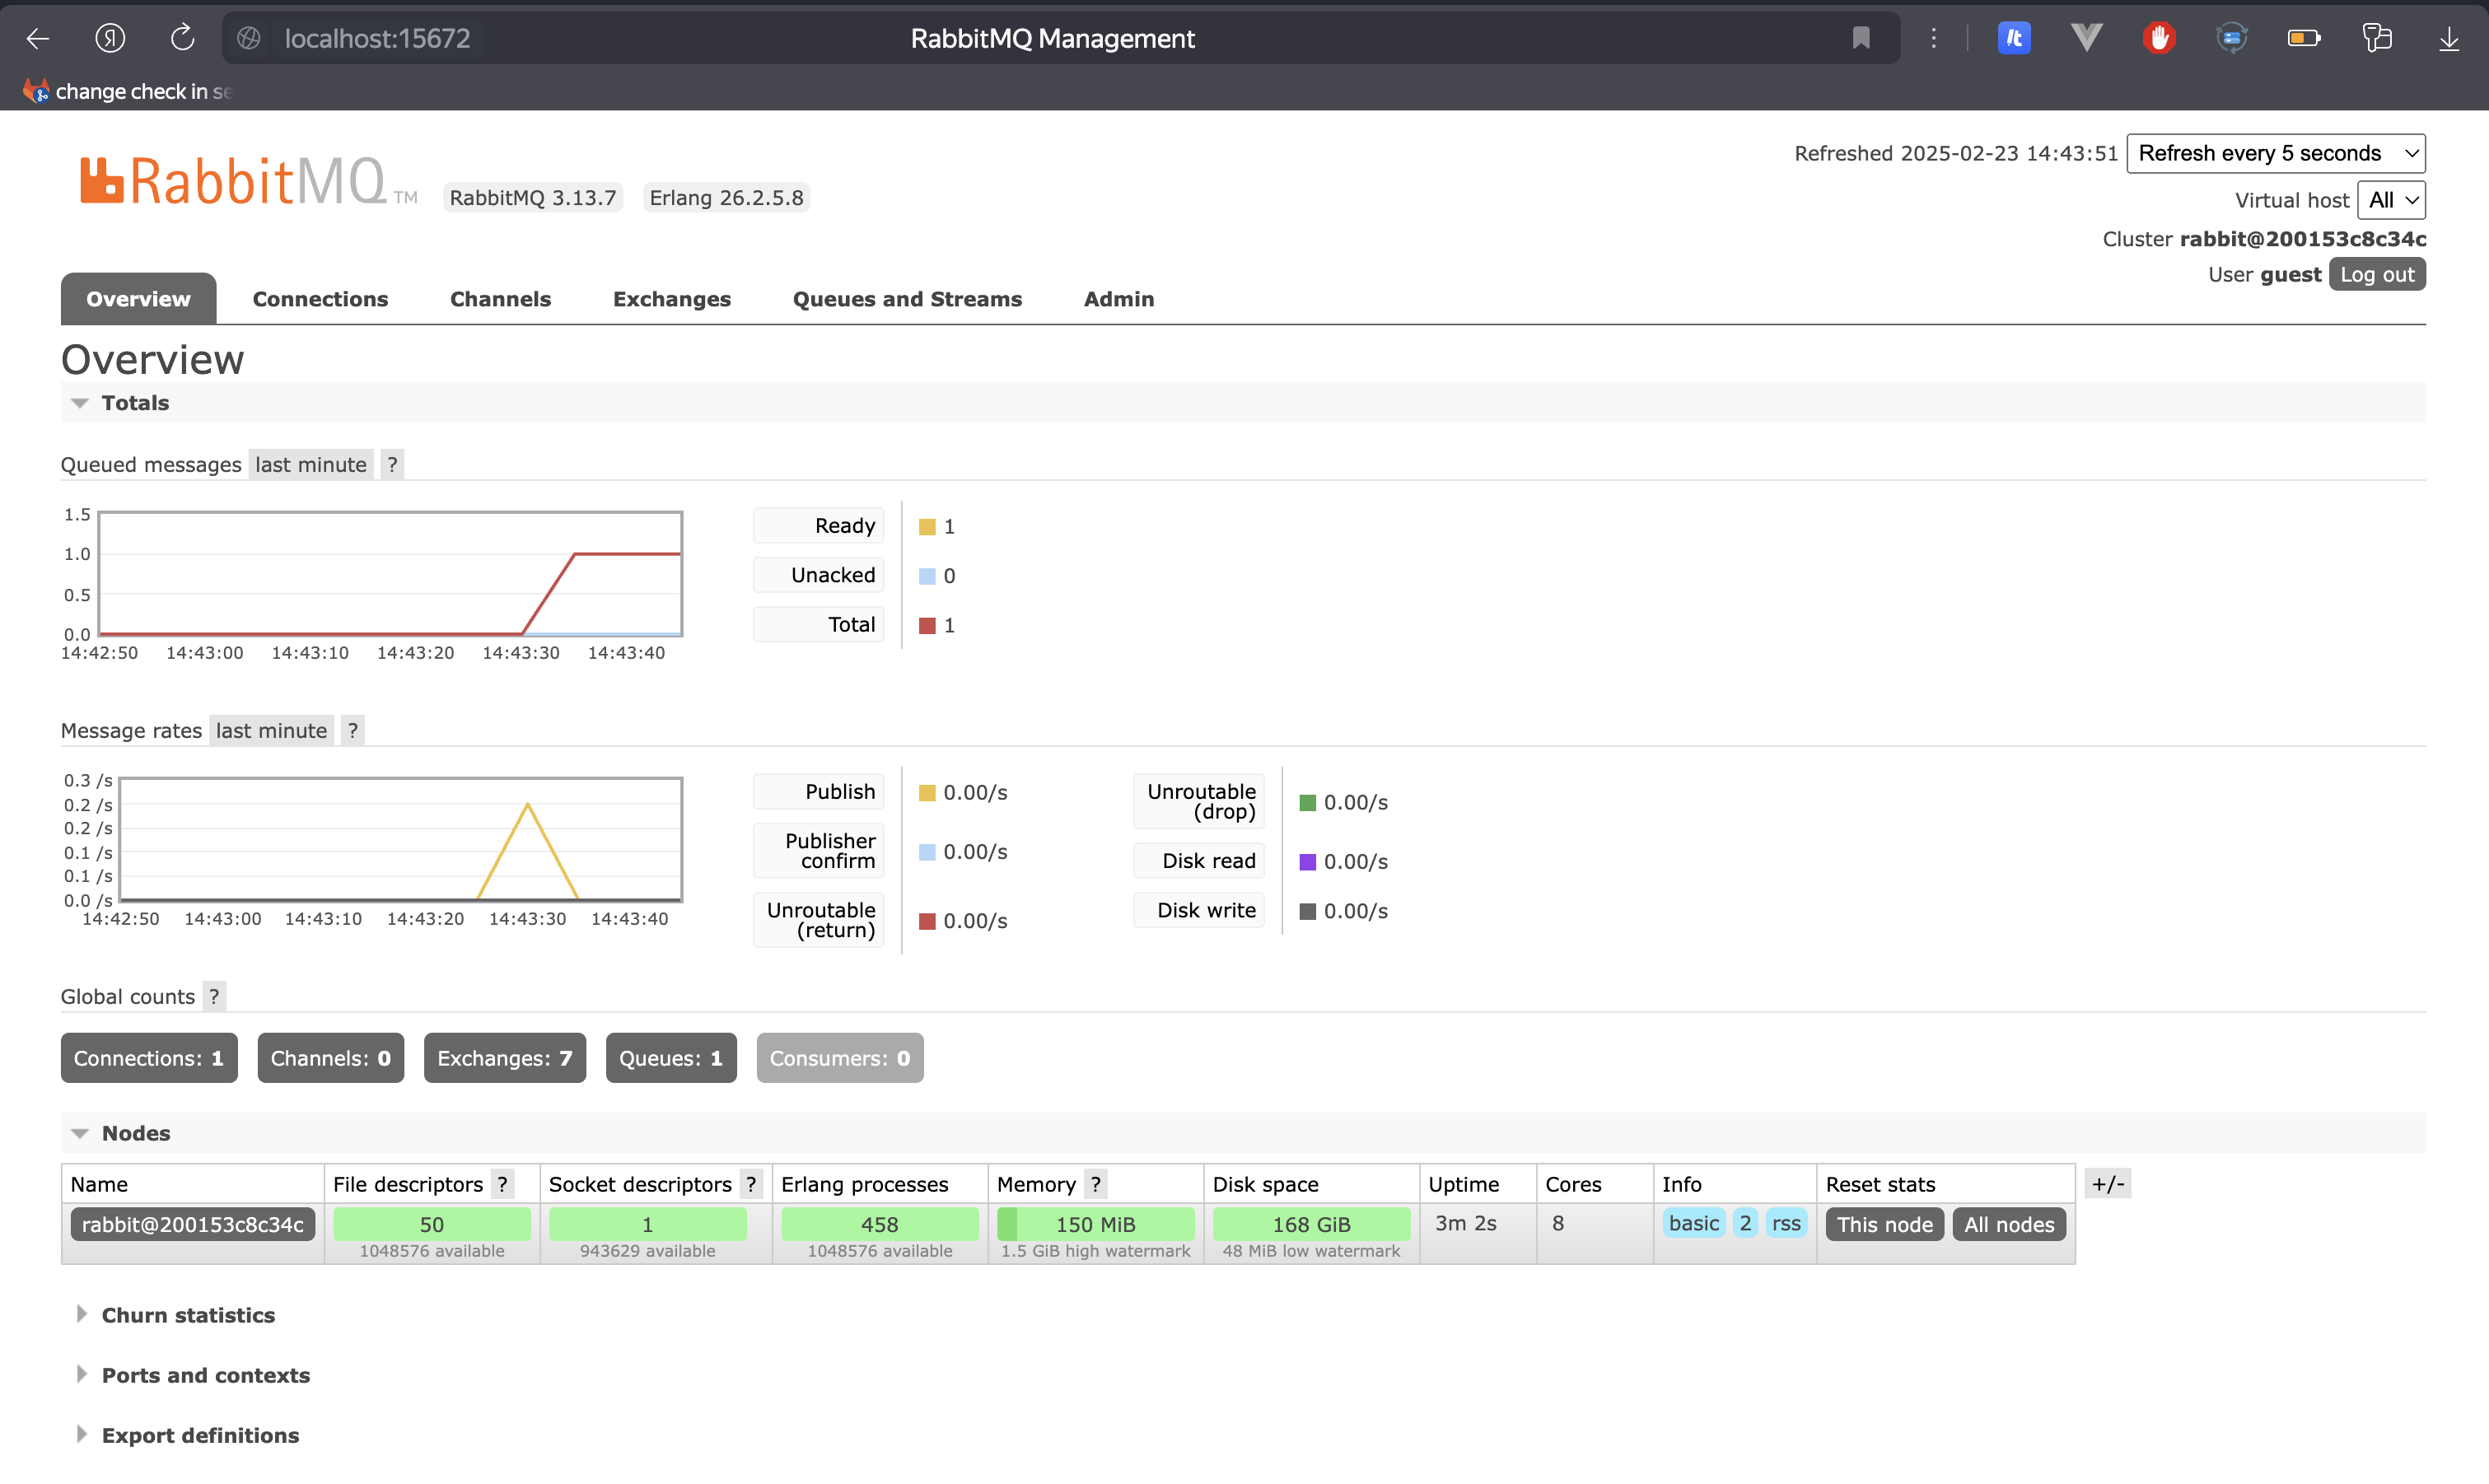 localhost:15672
RabbitMQ Management
change check in se
RabbitMQ TM
RabbitMQ 3.13.7
Erlang 26.2.5.8
Refreshed 2025-02-23 14:43:51 Refresh every 5 seconds
Virtual host All
Cluster rabbit@200153c8c34c
User guest Log out
Overview Connections Channels Exchanges Queues and Streams Admin
Overview
Totals
Queued messages last minute ?
1.5
1.0
0.5
0.0
14:42:50 14:43:00 14:43:10 14:43:20 14:43:30 14:43:40
Ready 1
Unacked 0
Total 1
Message rates last minute ?
0.3 /s
0.2 /s
0.2 /s
0.1 /s
0.1 /s
0.0 /s
14:42:50 14:43:00 14:43:10 14:43:20 14:43:30 14:43:40
Publish 0.00/s
Publisher
confirm 0.00/s
Unroutable
(return) 0.00/s
Unroutable
(drop) 0.00/s
Disk read 0.00/s
Disk write 0.00/s
Global counts ?
Connections: 1 Channels: 0 Exchanges: 7 Queues: 1 Consumers: 0
Nodes
Name File descriptors ? Socket descriptors ? Erlang processes Memory ? Disk space Uptime Cores Info Reset stats +/-
rabbit@200153c8c34c 50 1 458 150 MiB 168 GiB 3m 2s 8 basic 2 rss This node All nodes
1048576 available 943629 available 1048576 available 1.5 GiB high watermark 48 MiB low watermark
Churn statistics
Ports and contexts
Export definitions